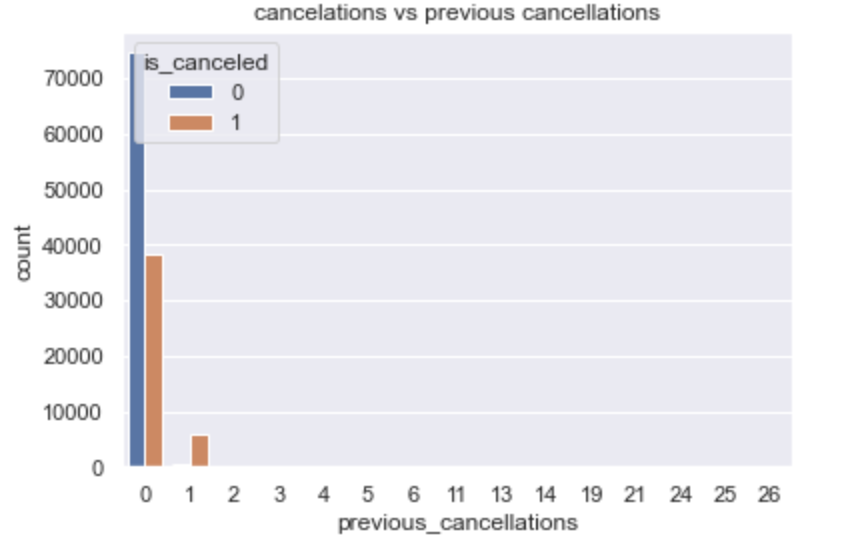 cancelations vs previous cancellations
is_canceled
0
1
count
70000
60000
50000
40000
30000
20000
10000
0
0 1 2 3 4 5 6 11 13 14 19 21 24 25 26
previous_cancellations